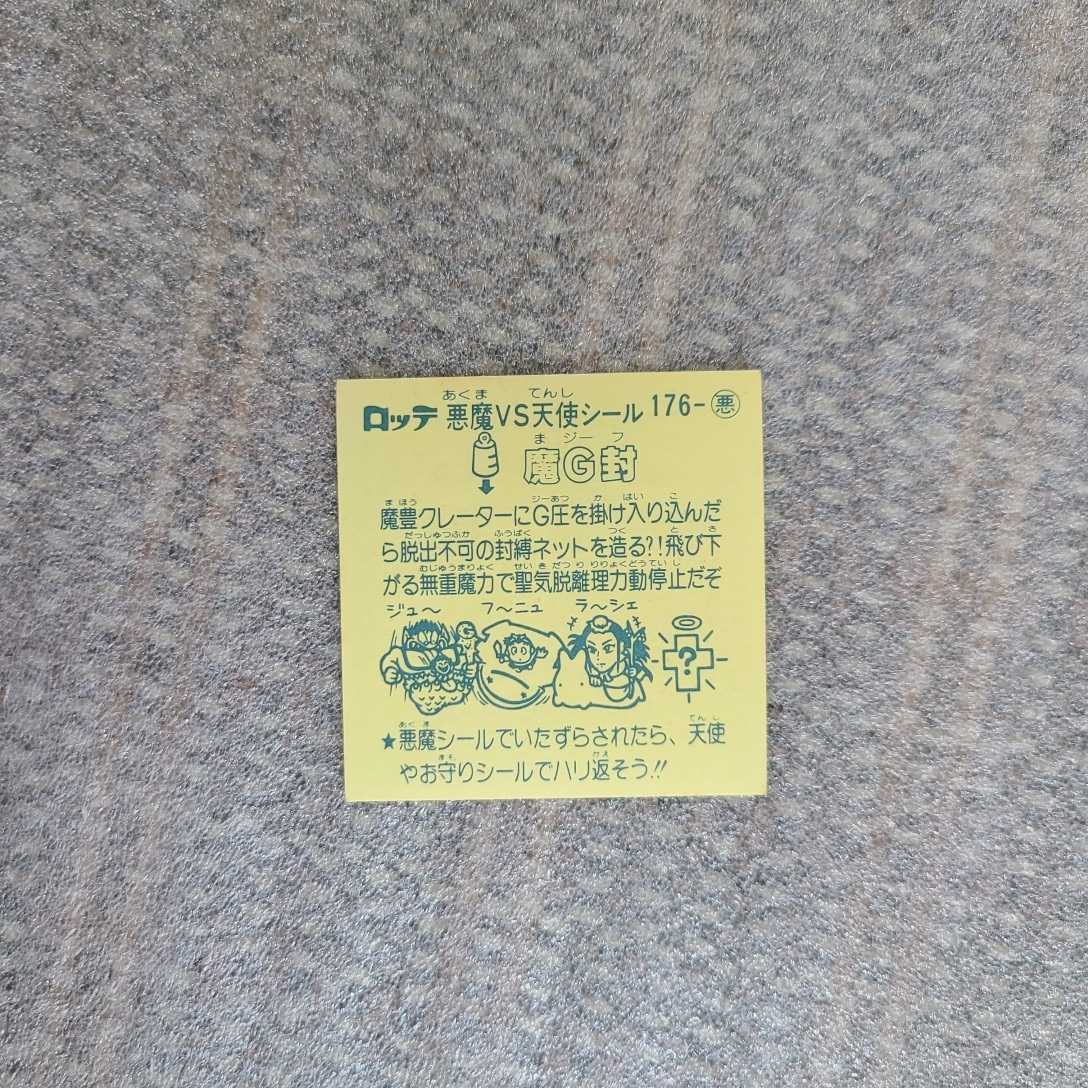 あくま てんし
ロッテ 悪魔VS天使シール 176-悪
ま ジー フ
魔G封
まほう ジーあつ か はい こ
魔豊クレーターにG圧を掛け入り込んだ
だっしゅつふか ふうばく つく と さ
ら脱出不可の封縛ネットを造る?!飛び下
むじゅうまりょく せいきだつりりりょくどうていし
がる無重魔力で聖気脱離理力動停止だぞ
ジュ〜 フ〜ニュ ラ〜シェ
?
あくま てんし
★悪魔シールでいたずらされたら、天使
まも かえ
やお守りシールでハリ返そう!!